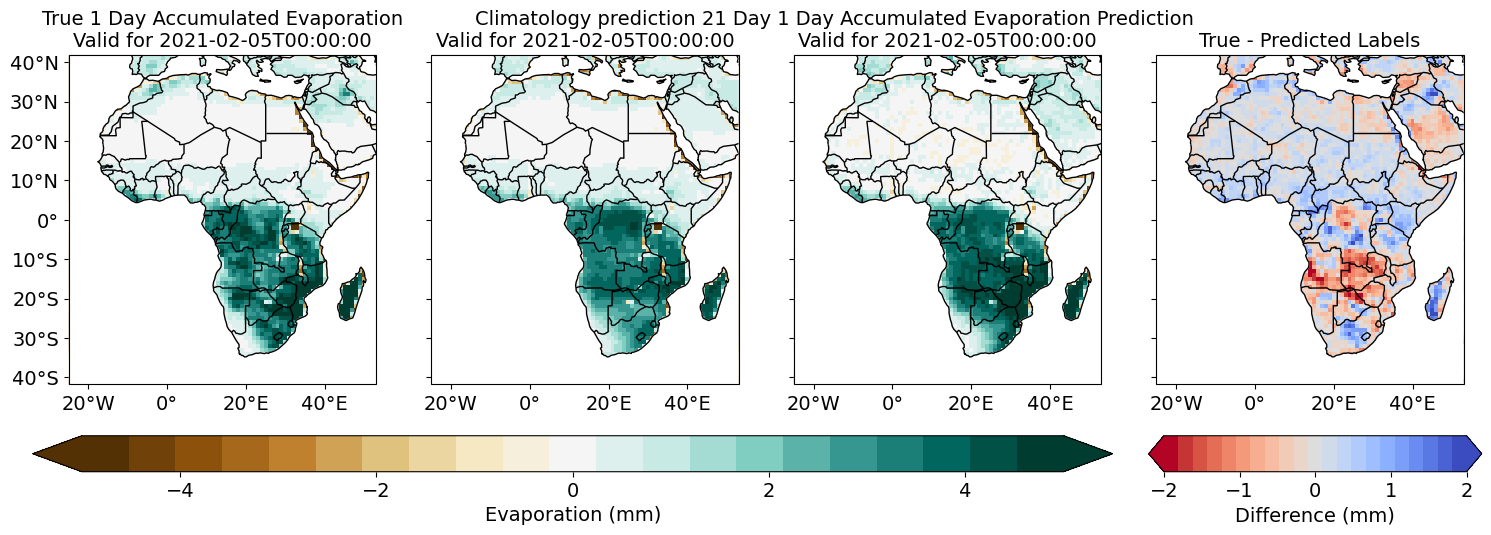 True 1 Day Accumulated Evaporation
Valid for 2021-02-05T00:00:00
Climatology prediction 21 Day 1 Day Accumulated Evaporation Prediction
Valid for 2021-02-05T00:00:00
Valid for 2021-02-05T00:00:00
True - Predicted Labels
40°N
30°N
20°N
10°N
0°
10°S
20°S
30°S
40°S
20°W 0° 20°E 40°E
20°W 0° 20°E 40°E
20°W 0° 20°E 40°E
20°W 0° 20°E 40°E
−4 −2 0 2 4
Evaporation (mm)
−2 −1 0 1 2
Difference (mm)